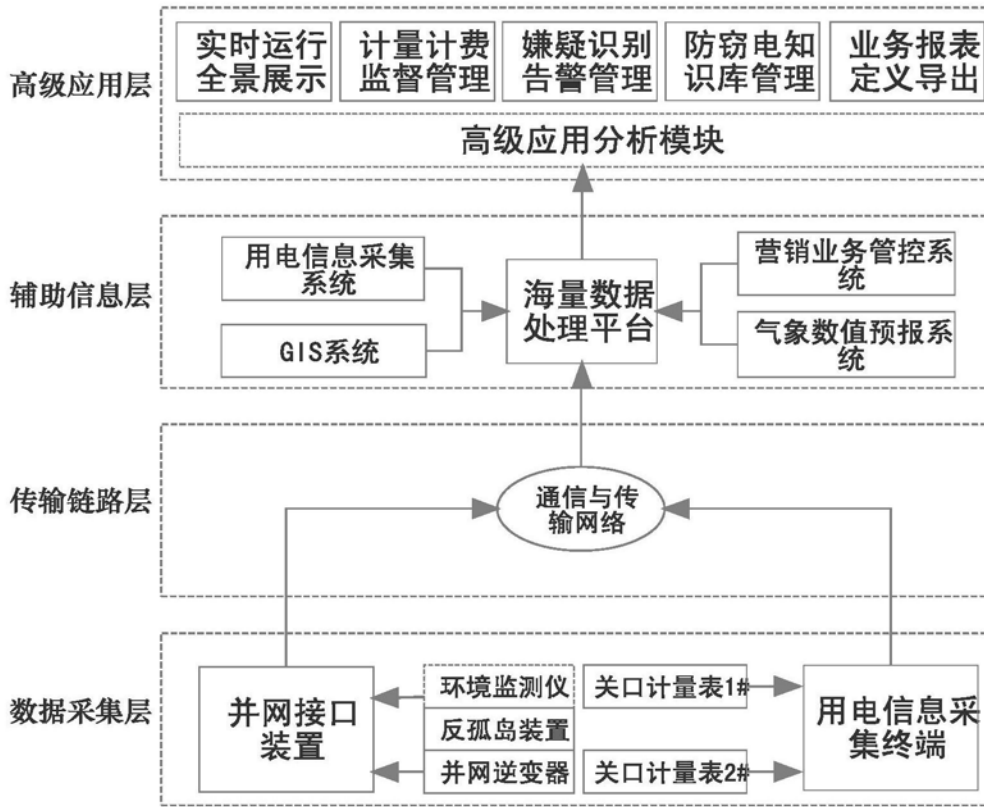 高级应用层
实时运行
全景展示
计量计费
监督管理
嫌疑识别
告警管理
防窃电知
识库管理
业务报表
定义导出
高级应用分析模块
辅助信息层
用电信息采集
系统
GIS系统
海量数据
处理平台
营销业务管控系
统
气象数值预报系
统
传输链路层
通信与传
输网络
数据采集层
并网接口
装置
环境监测仪
反孤岛装置
并网逆变器
关口计量表1#
关口计量表2#
用电信息采
集终端